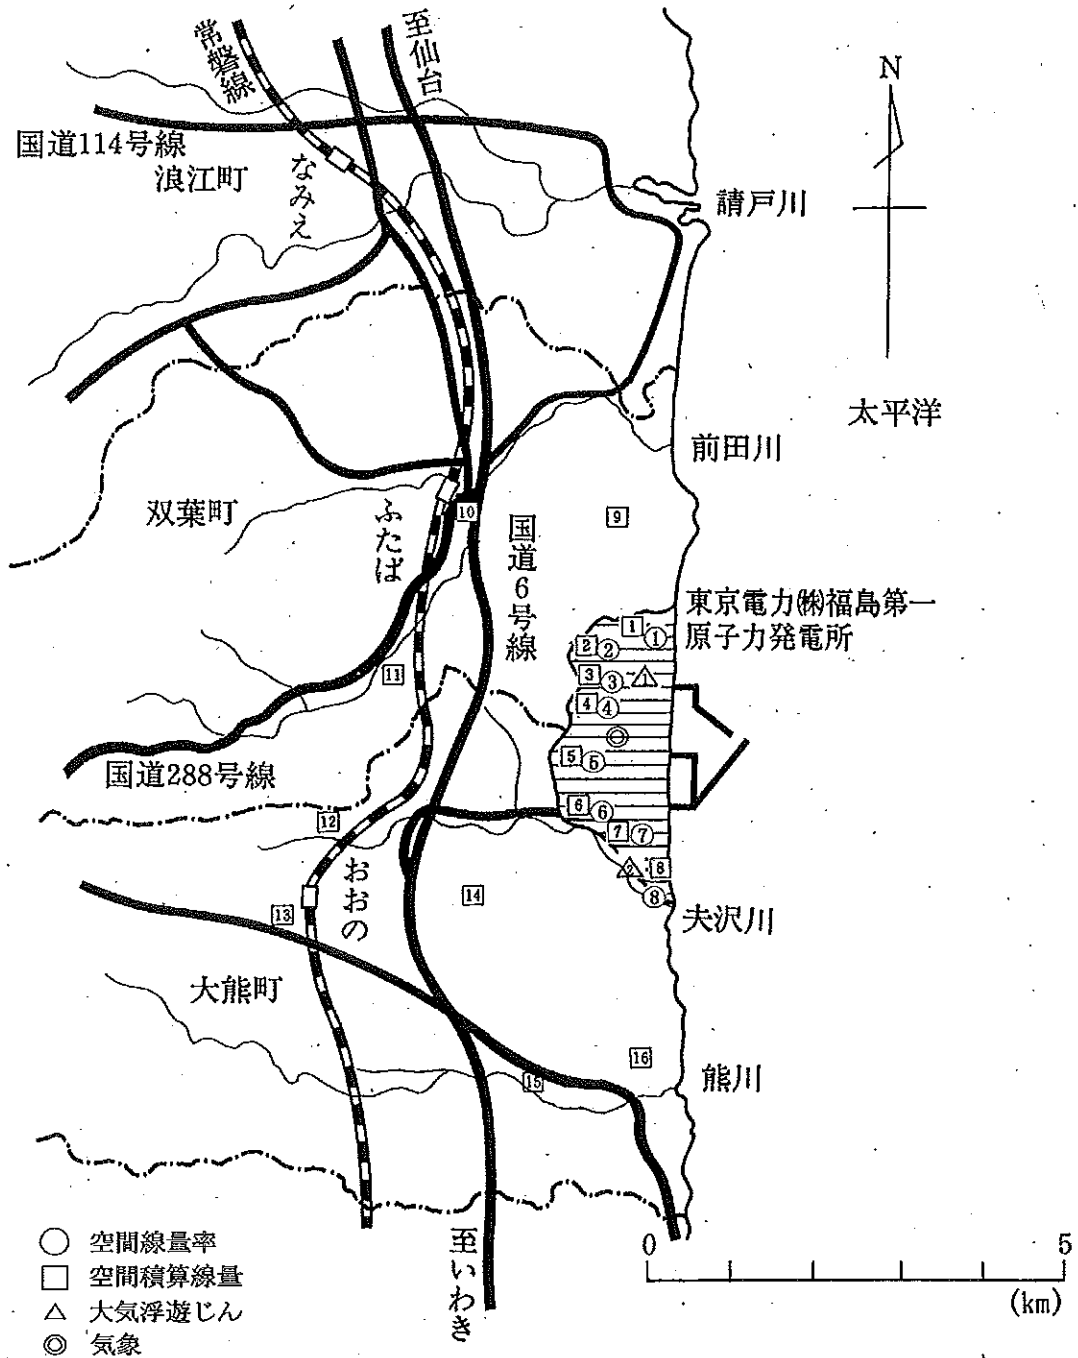 常磐線
至仙台
N
国道114号線
浪江町
なみえ
請戸川
太平洋
前田川
双葉町
ふたば
10
国道6号線
9
東京電力㈱福島第一
原子力発電所
1
①
2
②
3
③
1
4
④
5
⑤
6
⑥
7
⑦
2
8
⑧
11
国道288号線
12
おおの
13
14
夫沢川
大熊町
16
15
熊川
至いわき
○ 空間線量率
□ 空間積算線量
△ 大気浮遊じん
◎ 気象
0
5
(km)